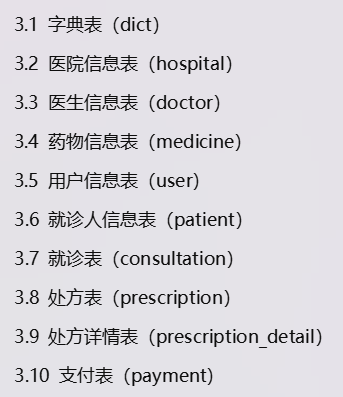 3.1 字典表（dict）
3.2 医院信息表（hospital）
3.3 医生信息表（doctor）
3.4 药物信息表（medicine）
3.5 用户信息表（user）
3.6 就诊人信息表（patient）
3.7 就诊表（consultation）
3.8 处方表（prescription）
3.9 处方详情表（prescription_detail）
3.10 支付表（payment）